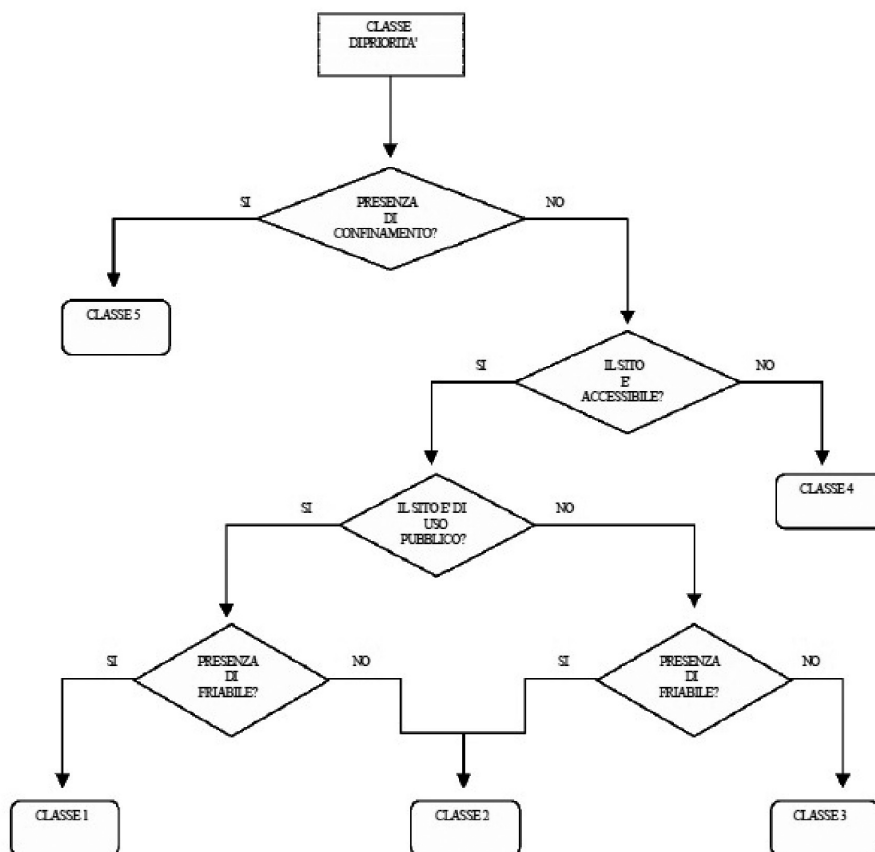 CLASSE
DIPRIORITA'
SI
PRESENZA
DI
CONFINAMENTO?
NO
CLASSE 5
SI
IL SITO
E'
ACCESSIBILE?
NO
CLASSE 4
SI
IL SITO E' DI
USO
PUBBLICO?
NO
SI
PRESENZA
DI
FRIABILE?
NO
SI
PRESENZA
DI
FRIABILE?
NO
CLASSE 1
CLASSE 2
CLASSE 3